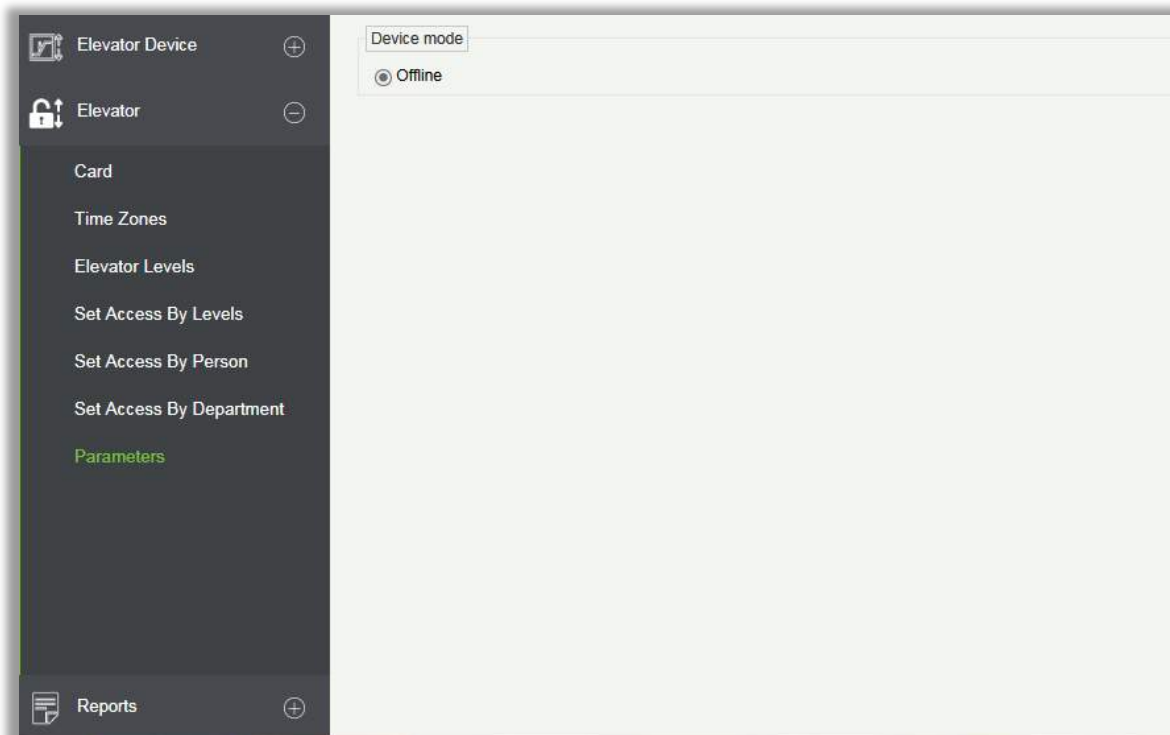 Elevator Device
Elevator
Card
Time Zones
Elevator Levels
Set Access By Levels
Set Access By Person
Set Access By Department
Parameters
Reports
Device mode
Offline